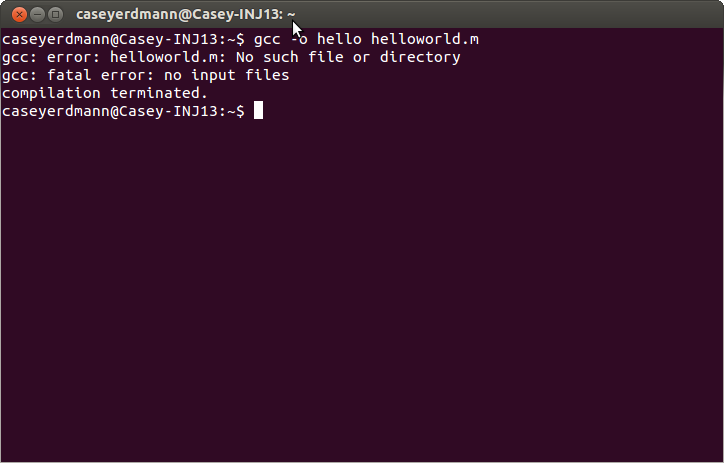 caseyerdmann@Casey-INJ13: ~
caseyerdmann@Casey-INJ13:~$ gcc -o hello helloworld.m
gcc: error: helloworld.m: No such file or directory
gcc: fatal error: no input files
compilation terminated.
caseyerdmann@Casey-INJ13:~$